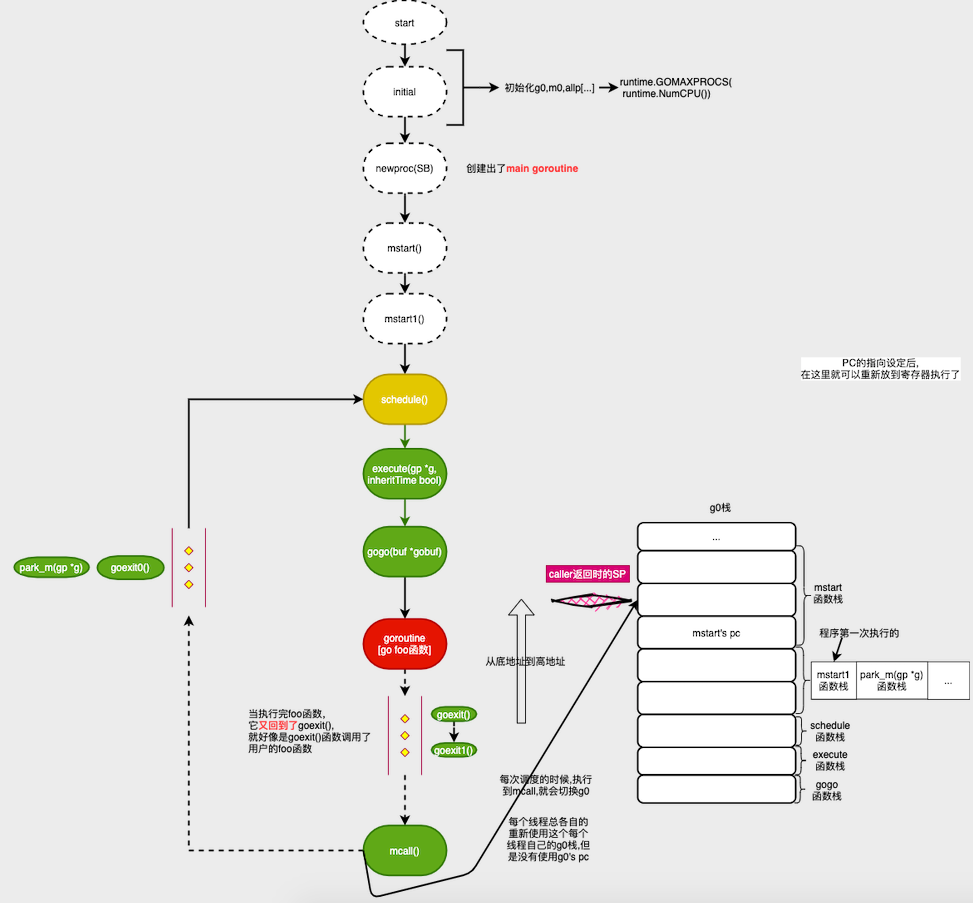 start
initial
初始化g0,m0,allp[...]
runtime.GOMAXPROCS(
runtime.NumCPU())
newproc(SB)
创建出了main goroutine
mstart()
mstart1()
PC的指向设定后,
在这里就可以重新放到寄存器执行了
schedule()
execute(gp *g,
inheritTime bool)
gogo(buf *gobuf)
park_m(gp *g)
goexit0()
goroutine
[go foo函数]
当执行完foo函数,
它又回到了goexit(),
就好像是goexit()函数调用了
用户的foo函数
goexit()
goexit1()
mcall()
caller返回时的SP
从底地址到高地址
每次调度的时候,执行
到mcall,就会切换g0
每个线程总各自的
重新使用这个每个
线程自己的g0栈,但
是没有使用g0's pc
g0栈
...
mstart's pc
mstart
函数栈
程序第一次执行的
mstart1
函数栈
park_m(gp *g)
函数栈
...
schedule
函数栈
execute
函数栈
gogo
函数栈